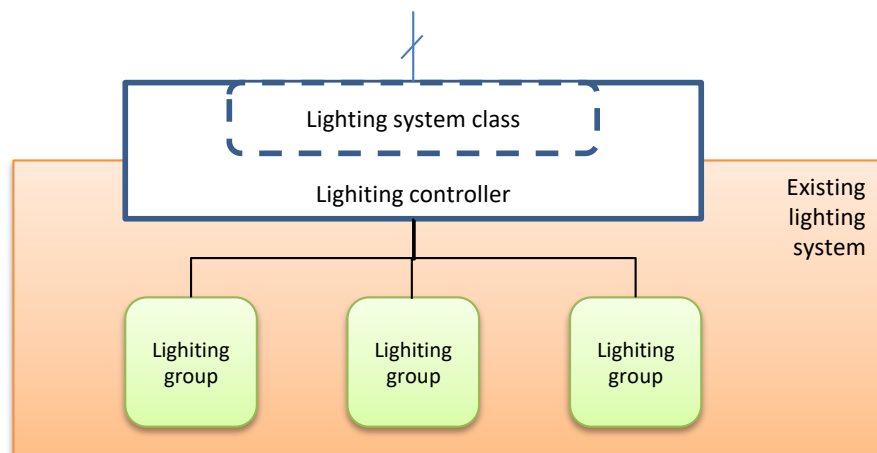 Lighting system class
Lighiting controller
Existing
lighting
system
Lighiting
group
Lighiting
group
Lighiting
group